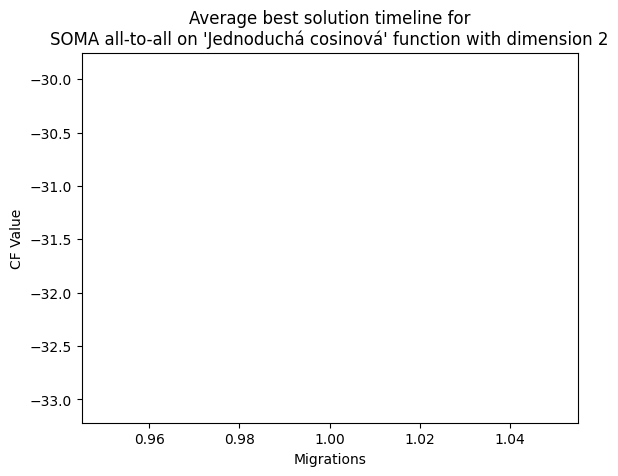 Average best solution timeline for
SOMA all-to-all on 'Jednoduchá cosinová' function with dimension 2
−30.0
−30.5
−31.0
−31.5
−32.0
−32.5
−33.0
CF Value
0.96 0.98 1.00 1.02 1.04
Migrations